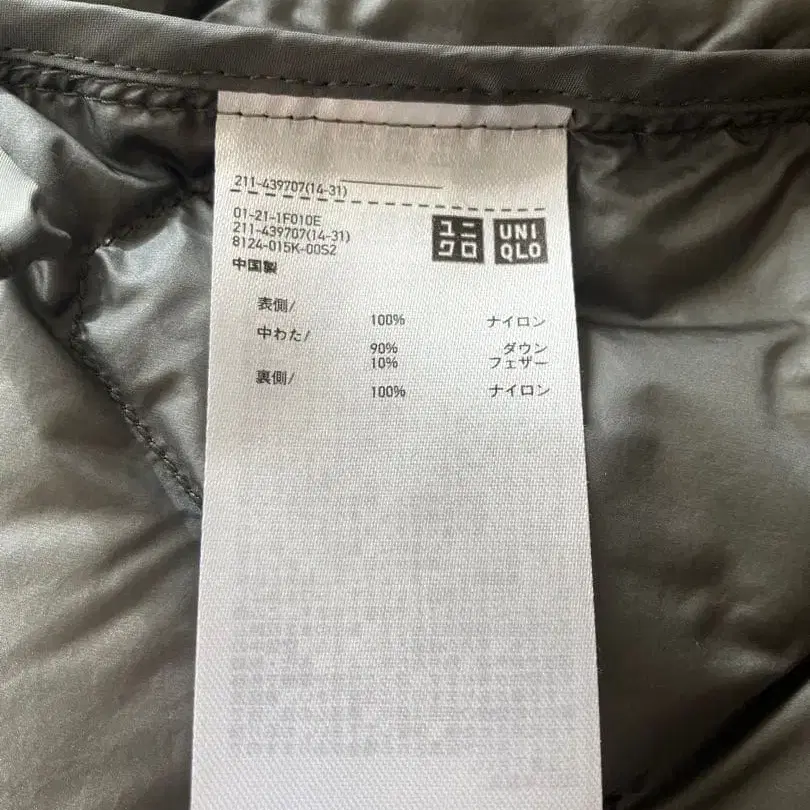 211-439707(14-31)
01-21-1F010E
211-439707(14-31)
8124-015K-00S2
中国製
ユニ
クロ
UNI
QLO
表側/
100% ナイロン
中わた/
90% ダウン
10% フェザー
裏側/
100% ナイロン